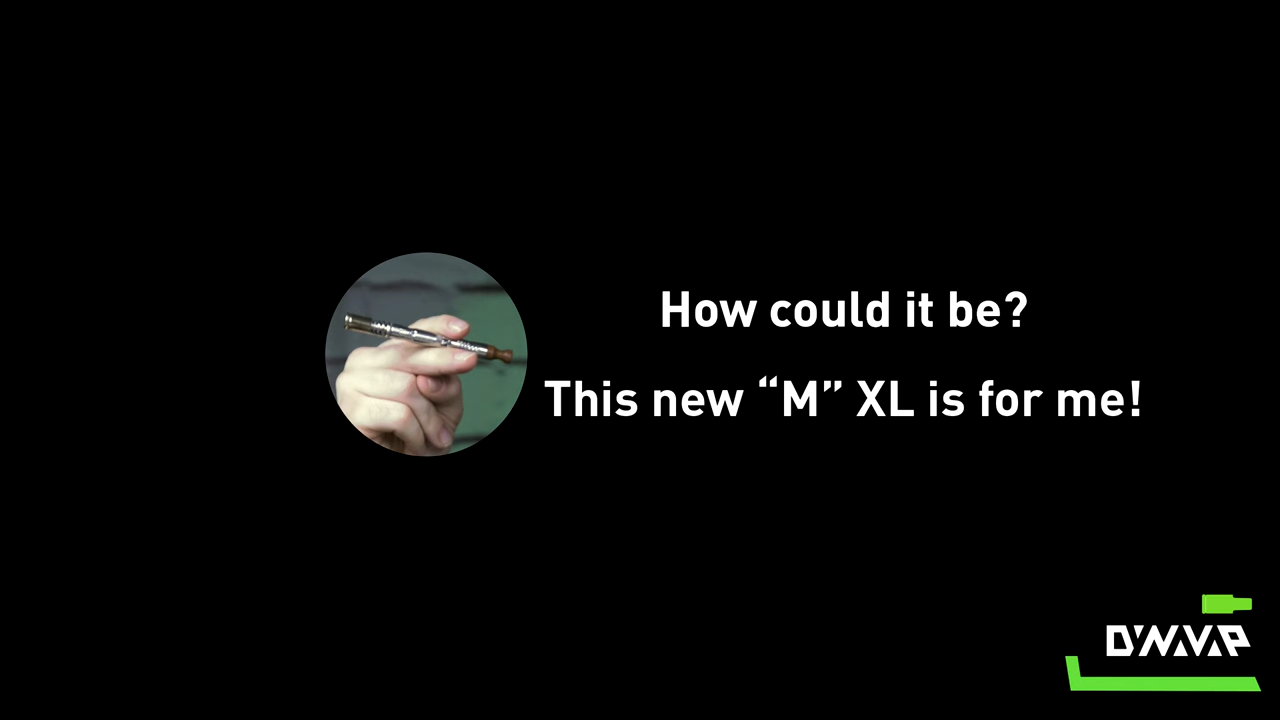 How could it be?
This new “M” XL is for me!
DYNAVAP